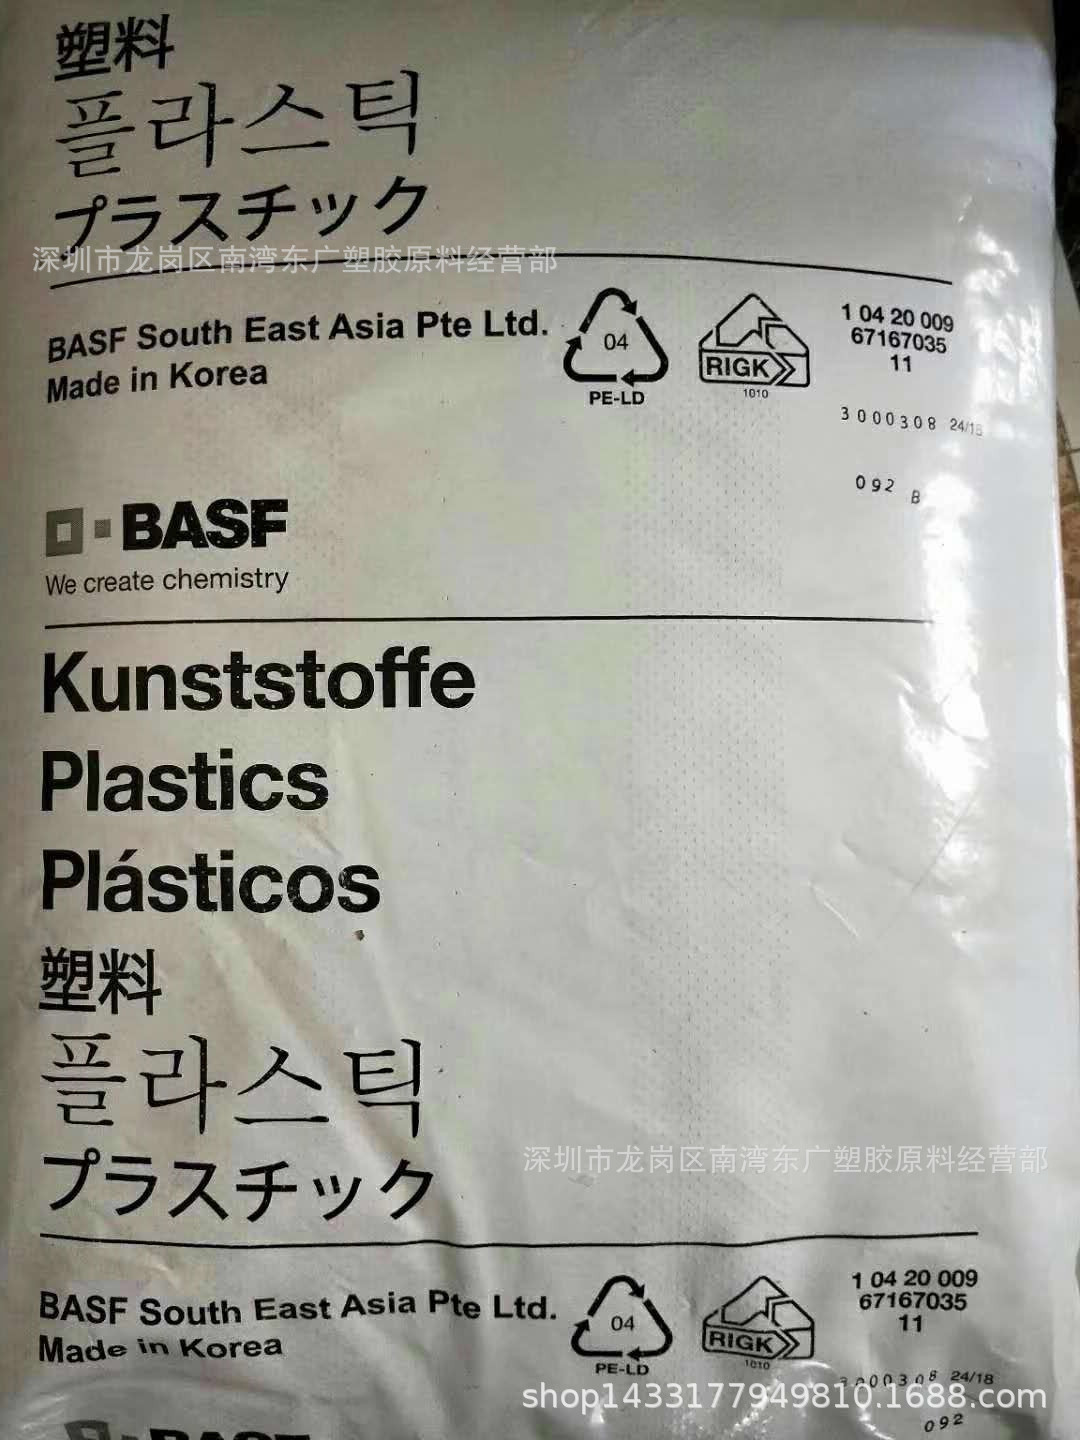 塑料
플라스틱
プラスチック
深圳市龙岗区南湾东广塑胶原料经营部
BASF South East Asia Pte Ltd.
Made in Korea
04
PE-LD
RIGK
1010
1 04 20 009
67167035
11
3000308 24/18
092 B
BASF
We create chemistry
Kunststoffe
Plastics
Plásticos
塑料
플라스틱
プラスチック
深圳市龙岗区南湾东广塑胶原料经营部
BASF South East Asia Pte Ltd.
Made in Korea
04
PE-LD
RIGK
1010
1 04 20 009
67167035
11
3000308 24/18
shop1433177949810.1688.com
092
BASF